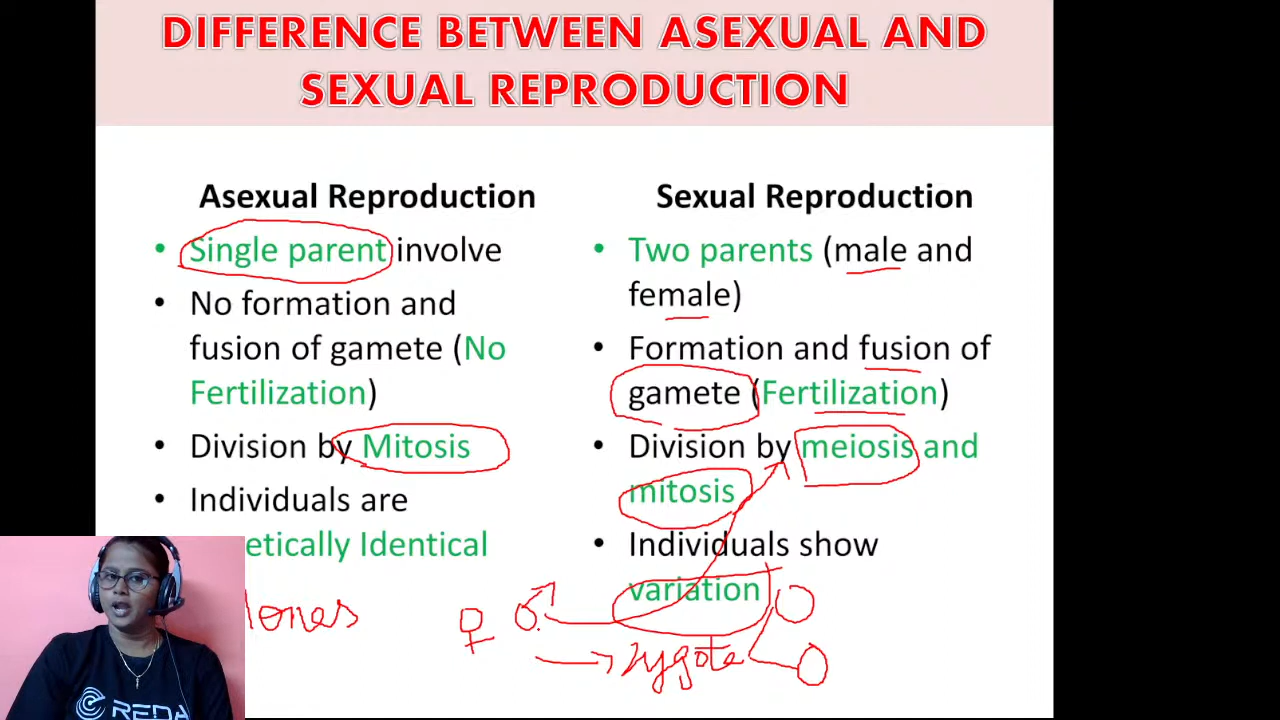 DIFFERENCE BETWEEN ASEXUAL AND
SEXUAL REPRODUCTION
Asexual Reproduction
• Single parent involve
• No formation and
fusion of gamete (No
Fertilization)
• Division by Mitosis
• Individuals are
etically Identical
lones
Sexual Reproduction
• Two parents (male and
female)
• Formation and fusion of
gamete (Fertilization)
• Division by meiosis and
mitosis
• Individuals show
variation
♀ ♂
→ zygote
REDA